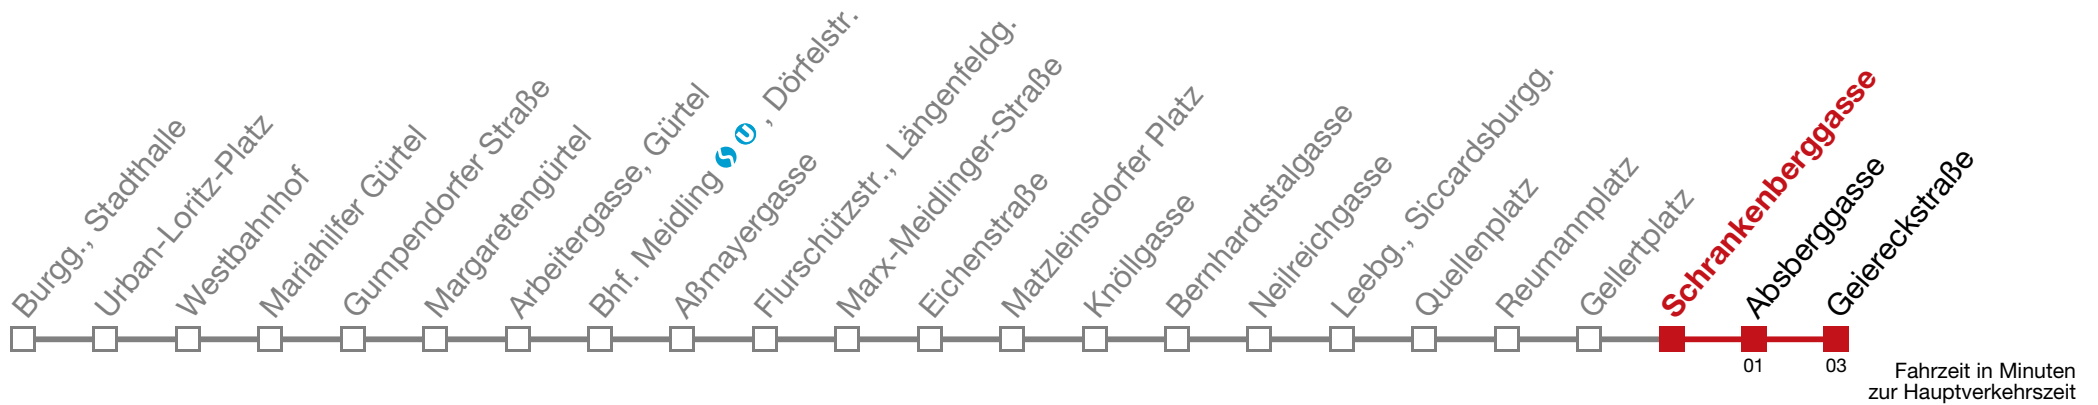 Burgg., Stadthalle
Urban-Loritz-Platz
Westbahnhof
Mariahilfer Gürtel
Gumpendorfer Straße
Margaretengürtel
Arbeitergasse, Gürtel
Bhf. Meidling S U , Dörfelstr.
Aßmayergasse
Flurschützstr., Längenfeldg.
Marx-Meidlinger-Straße
Eichenstraße
Matzleinsdorfer Platz
Knöllgasse
Bernhardtstalgasse
Neilreichgasse
Leebg., Siccardsburgg.
Quellenplatz
Reumannplatz
Gellertplatz
Schrankenberggasse
Absberggasse
Geiereckstraße
01
03
Fahrzeit in Minuten
zur Hauptverkehrszeit